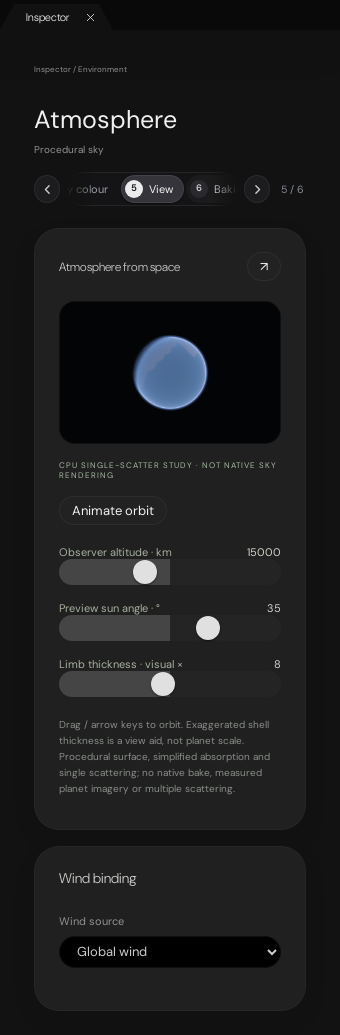 Inspector
Inspector / Environment
Atmosphere
Procedural sky
colour 5 View 6 5 / 6
Atmosphere from space
CPU SINGLE-SCATTER STUDY · NOT NATIVE SKY
RENDERING
Animate orbit
Observer altitude · km 15000
Preview sun angle · ° 35
Limb thickness · visual × 8
Drag / arrow keys to orbit. Exaggerated shell
thickness is a view aid, not planet scale.
Procedural surface, simplified absorption and
single scattering; no native bake, measured
planet imagery or multiple scattering.
Wind binding
Wind source
Global wind